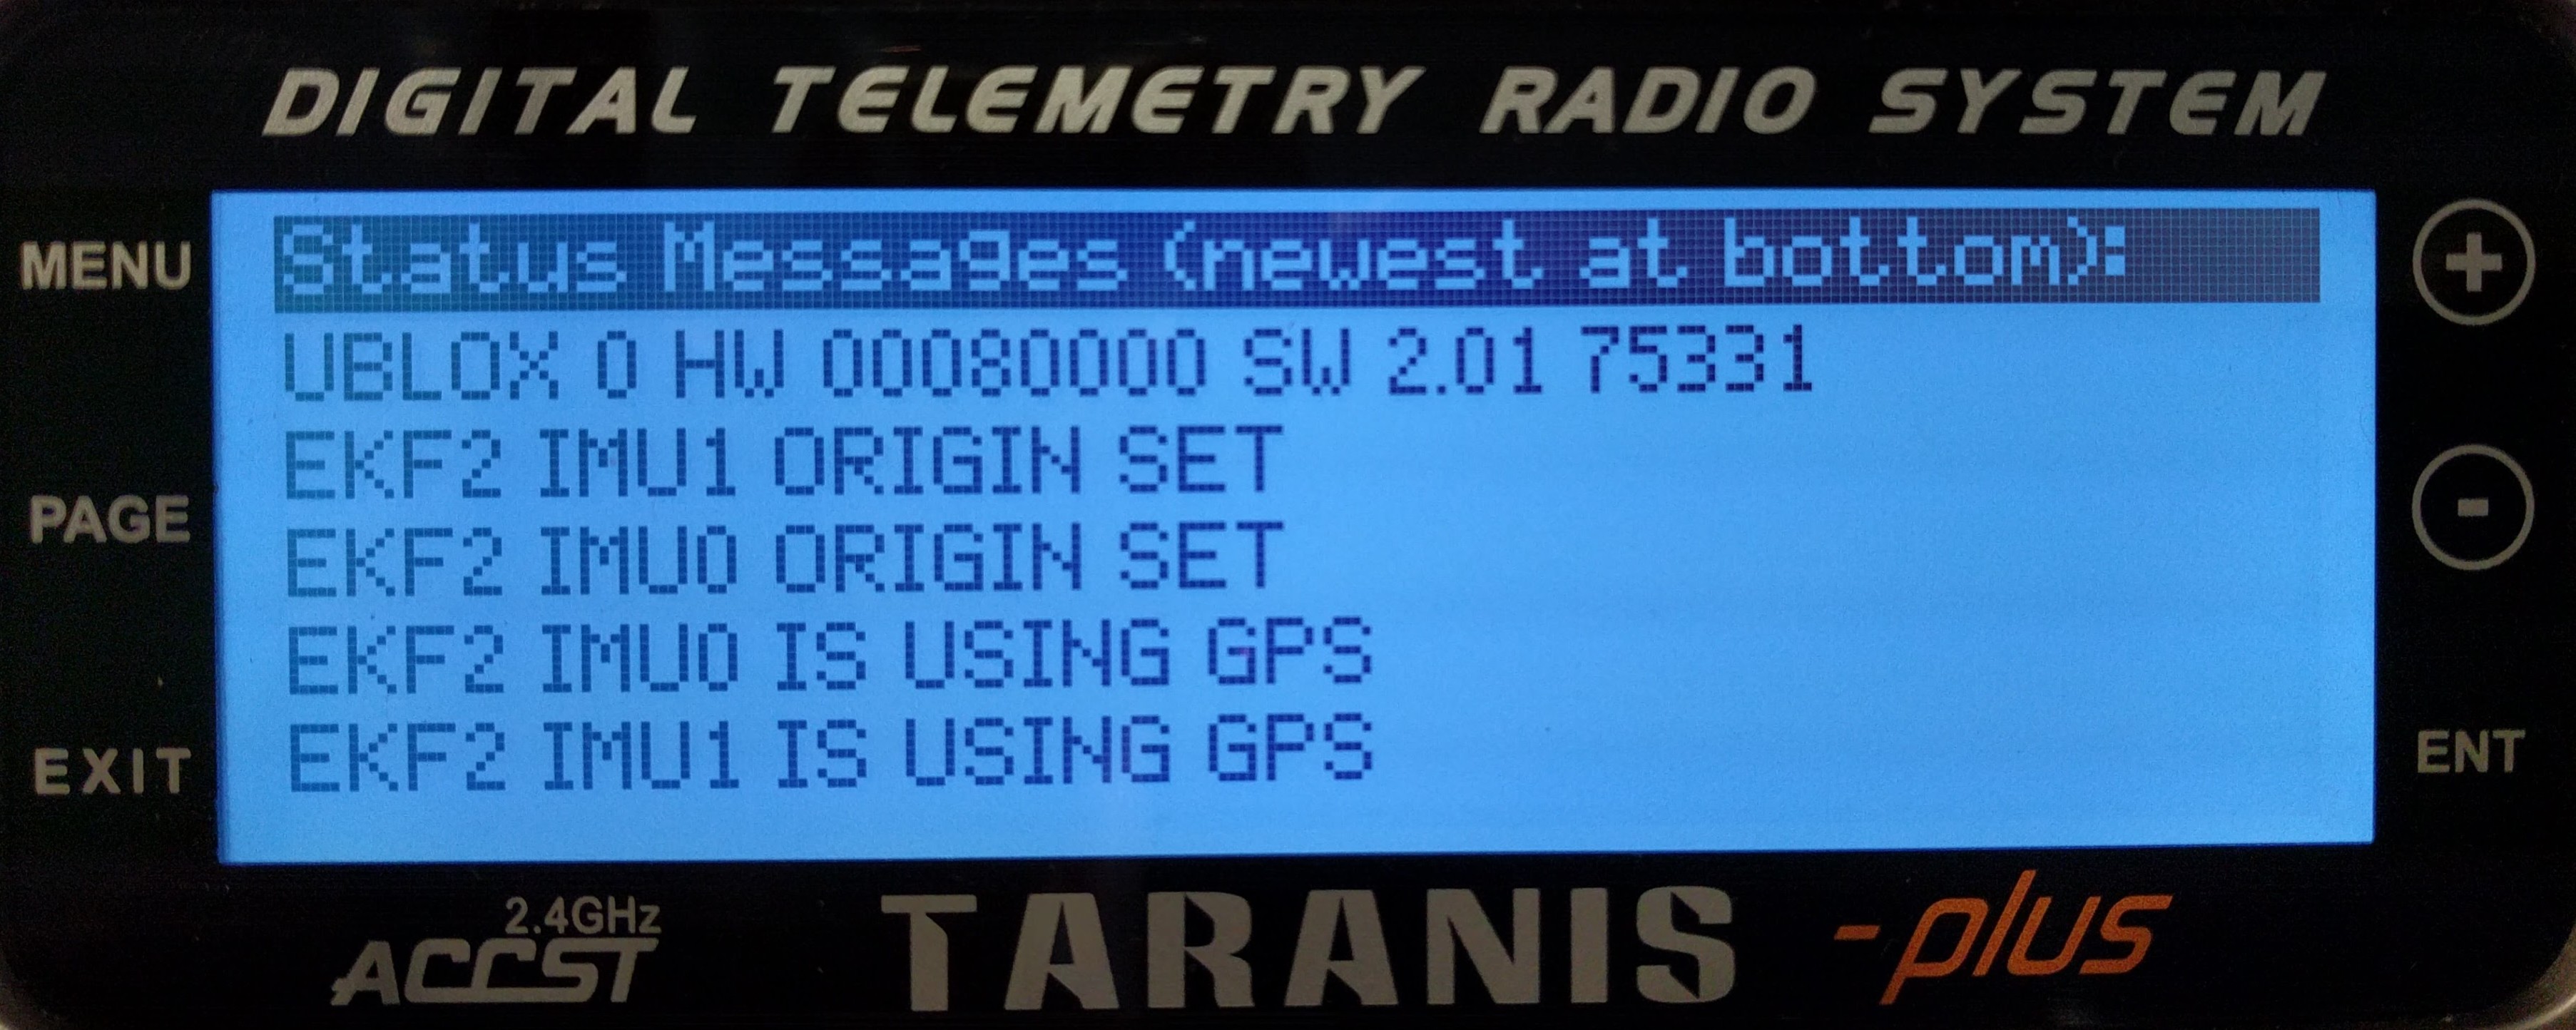 DIGITAL TELEMETRY RADIO SYSTEM
MENU
PAGE
EXIT
Status Messages (newest at bottom):
UBLOX 0 HW 00080000 SW 2.01 75331
EKF2 IMU1 ORIGIN SET
EKF2 IMU0 ORIGIN SET
EKF2 IMU0 IS USING GPS
EKF2 IMU1 IS USING GPS
+
-
ENT
2.4GHz
ACCST
TARANIS -plus